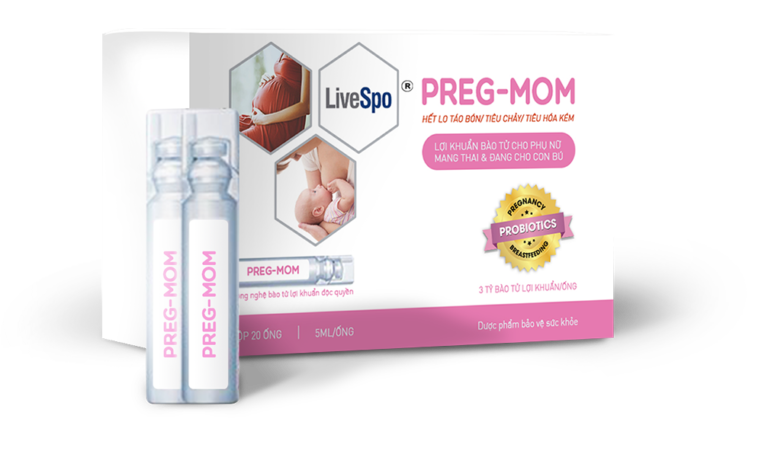 LiveSpo
®
PREG-MOM
HẾT LO TÁO BÓN/ TIÊU CHẢY/ TIÊU HÓA KÉM
LỢI KHUẨN BÀO TỬ CHO PHỤ NỮ
MANG THAI & ĐANG CHO CON BÚ
PREGNANCY
PROBIOTICS
BREASTFEEDING
3 TỶ BÀO TỬ LỢI KHUẨN/ỐNG
PREG-MOM
nghệ bào tử lợi khuẩn độc quyền
20 ỐNG | 5ML/ỐNG
Dược phẩm bảo vệ sức khỏe
PREG-MOM
PREG-MOM